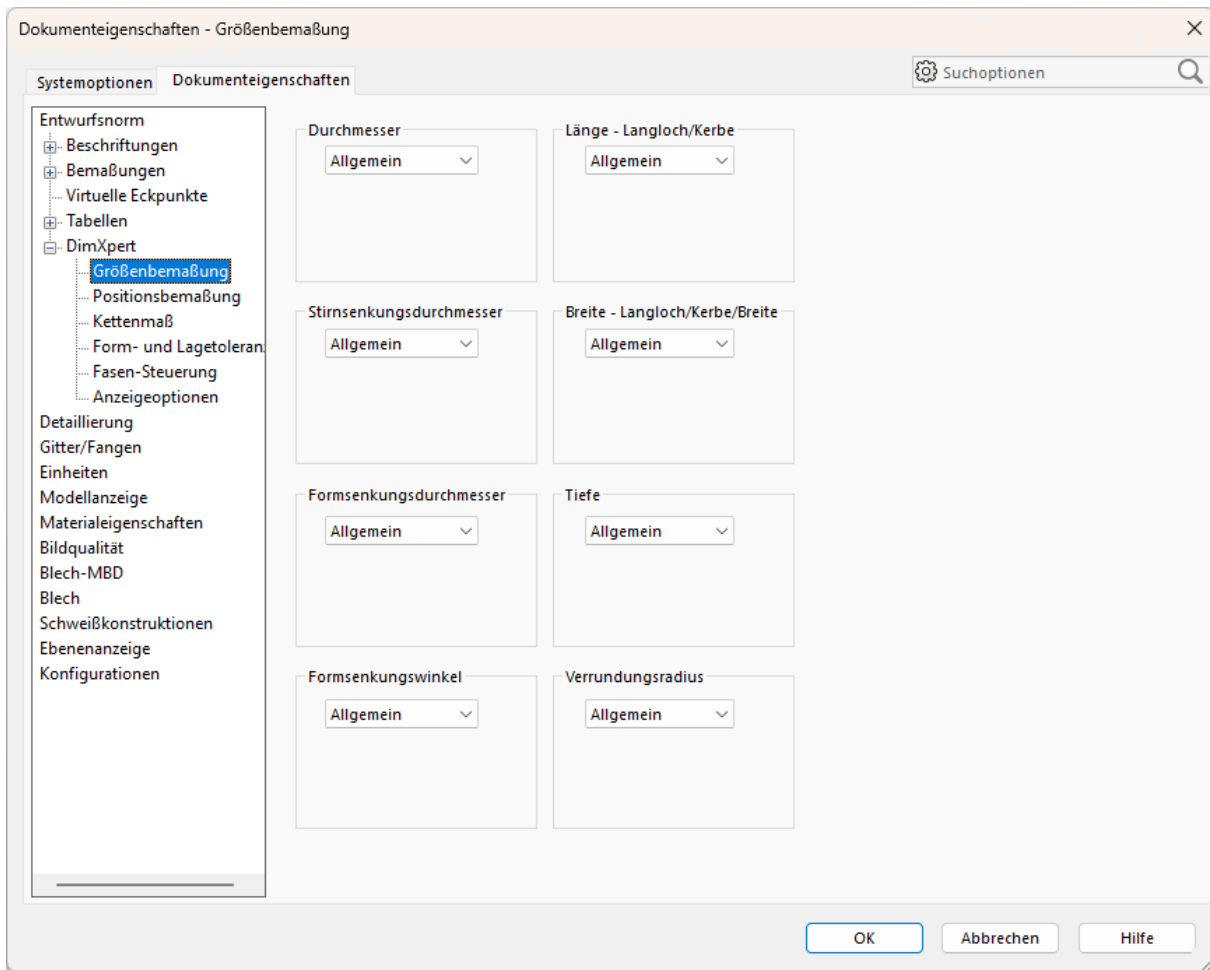 Dokumenteigenschaften - Größenbemaßung
Systemoptionen
Dokumenteigenschaften
Suchoptionen
Entwurfsnorm
Beschriftungen
Bemaßungen
Virtuelle Eckpunkte
Tabellen
DimXpert
Größenbemaßung
Positionsbemaßung
Kettenmaß
Form- und Lagetoleran
Fasen-Steuerung
Anzeigeoptionen
Detaillierung
Gitter/Fangen
Einheiten
Modellanzeige
Materialeigenschaften
Bildqualität
Blech-MBD
Blech
Schweißkonstruktionen
Ebenenanzeige
Konfigurationen
Durchmesser
Allgemein
Länge - Langloch/Kerbe
Allgemein
Stirnsenkungsdurchmesser
Allgemein
Breite - Langloch/Kerbe/Breite
Allgemein
Formsenkungsdurchmesser
Allgemein
Tiefe
Allgemein
Formsenkungswinkel
Allgemein
Verrundungsradius
Allgemein
OK
Abbrechen
Hilfe